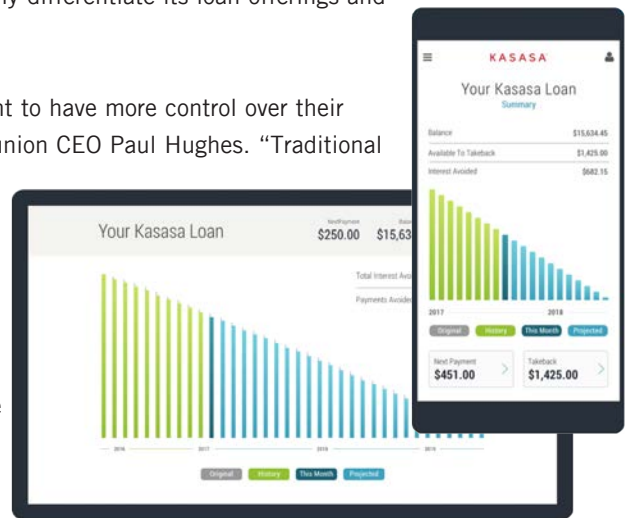 ny differentiate its loan offerings and
nt to have more control over their
union CEO Paul Hughes. “Traditional
e
Your Kasasa Loan
NextPayment
$250.00
$15,63
Total Interest Avo
Payments Avoided
2016
2017
2018
2019
Original
History
This Month
Projected
KASASA
Your Kasasa Loan
Summary
Balance
$15,634.45
Available To Takeback
$1,425.00
Interest Avoided
$682.15
2017
2018
Original
History
This Month
Projected
Next Payment
$451.00
Takeback
$1,425.00